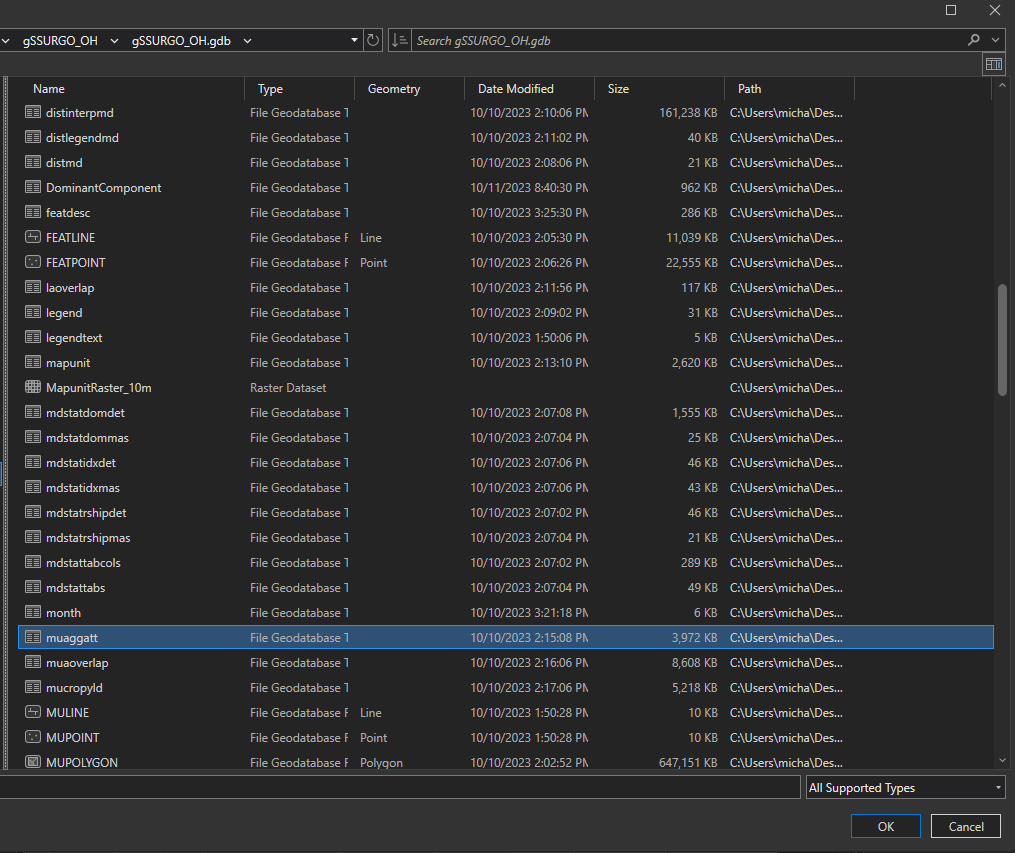 gSSURGO_OH gSSURGO_OH.gdb Search gSSURGO_OH.gdb
Name Type Geometry Date Modified Size Path
distinterpmd File Geodatabase T 10/10/2023 2:10:06 PM 161,238 KB C:\Users\micha\Des...
distlegendmd File Geodatabase T 10/10/2023 2:11:02 PM 40 KB C:\Users\micha\Des...
distmd File Geodatabase T 10/10/2023 2:08:06 PM 21 KB C:\Users\micha\Des...
DominantComponent File Geodatabase T 10/11/2023 8:40:30 PM 962 KB C:\Users\micha\Des...
featdesc File Geodatabase T 10/10/2023 3:25:30 PM 286 KB C:\Users\micha\Des...
FEATLINE File Geodatabase F Line 10/10/2023 2:05:30 PM 11,039 KB C:\Users\micha\Des...
FEATPOINT File Geodatabase F Point 10/10/2023 2:06:26 PM 22,555 KB C:\Users\micha\Des...
laoverlap File Geodatabase T 10/10/2023 2:11:56 PM 117 KB C:\Users\micha\Des...
legend File Geodatabase T 10/10/2023 2:09:02 PM 31 KB C:\Users\micha\Des...
legendtext File Geodatabase T 10/10/2023 1:50:06 PM 5 KB C:\Users\micha\Des...
mapunit File Geodatabase T 10/10/2023 2:13:10 PM 2,620 KB C:\Users\micha\Des...
MapunitRaster_10m Raster Dataset C:\Users\micha\Des...
mdstatdomdet File Geodatabase T 10/10/2023 2:07:08 PM 1,555 KB C:\Users\micha\Des...
mdstatdommas File Geodatabase T 10/10/2023 2:07:04 PM 25 KB C:\Users\micha\Des...
mdstatidxdet File Geodatabase T 10/10/2023 2:07:06 PM 46 KB C:\Users\micha\Des...
mdstatidxmas File Geodatabase T 10/10/2023 2:07:06 PM 43 KB C:\Users\micha\Des...
mdstatrshipdet File Geodatabase T 10/10/2023 2:07:02 PM 46 KB C:\Users\micha\Des...
mdstatrshipmas File Geodatabase T 10/10/2023 2:07:04 PM 21 KB C:\Users\micha\Des...
mdstattabcols File Geodatabase T 10/10/2023 2:07:02 PM 289 KB C:\Users\micha\Des...
mdstattabs File Geodatabase T 10/10/2023 2:07:04 PM 49 KB C:\Users\micha\Des...
month File Geodatabase T 10/10/2023 3:21:18 PM 6 KB C:\Users\micha\Des...
muaggatt File Geodatabase T 10/10/2023 2:15:08 PM 3,972 KB C:\Users\micha\Des...
muaoverlap File Geodatabase T 10/10/2023 2:16:06 PM 8,608 KB C:\Users\micha\Des...
mucropyld File Geodatabase T 10/10/2023 2:17:06 PM 5,218 KB C:\Users\micha\Des...
MULINE File Geodatabase F Line 10/10/2023 1:50:28 PM 10 KB C:\Users\micha\Des...
MUPOINT File Geodatabase F Point 10/10/2023 1:50:28 PM 10 KB C:\Users\micha\Des...
MUPOLYGON File Geodatabase F Polygon 10/10/2023 2:02:52 PM 647,151 KB C:\Users\micha\Des...
All Supported Types
OK Cancel